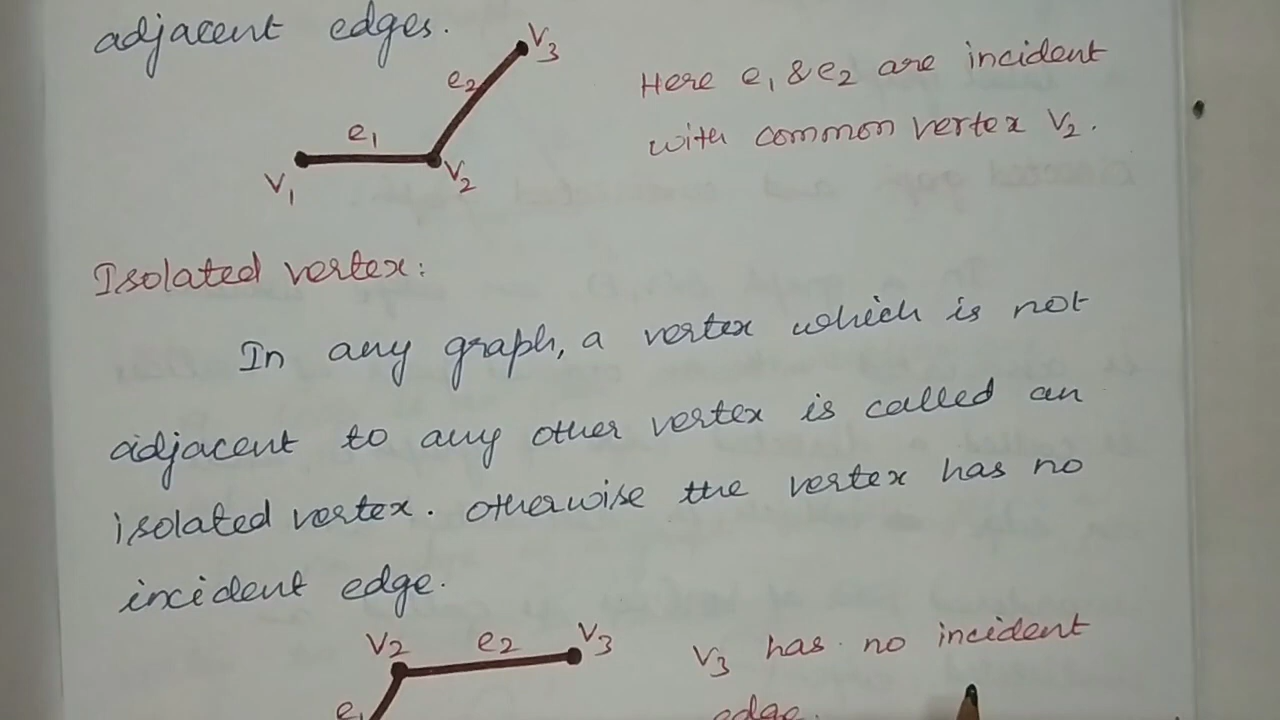 adjacent edges.
V3
e2
e1
V1
V2
Here e1 & e2 are incident
with common vertex V2.
Isolated vertex:
In any graph, a vertex which is not
adjacent to any other vertex is called an
isolated vertex. otherwise the vertex has no
incident edge.
V2 e2 V3
e1
V3 has no incident
edge.